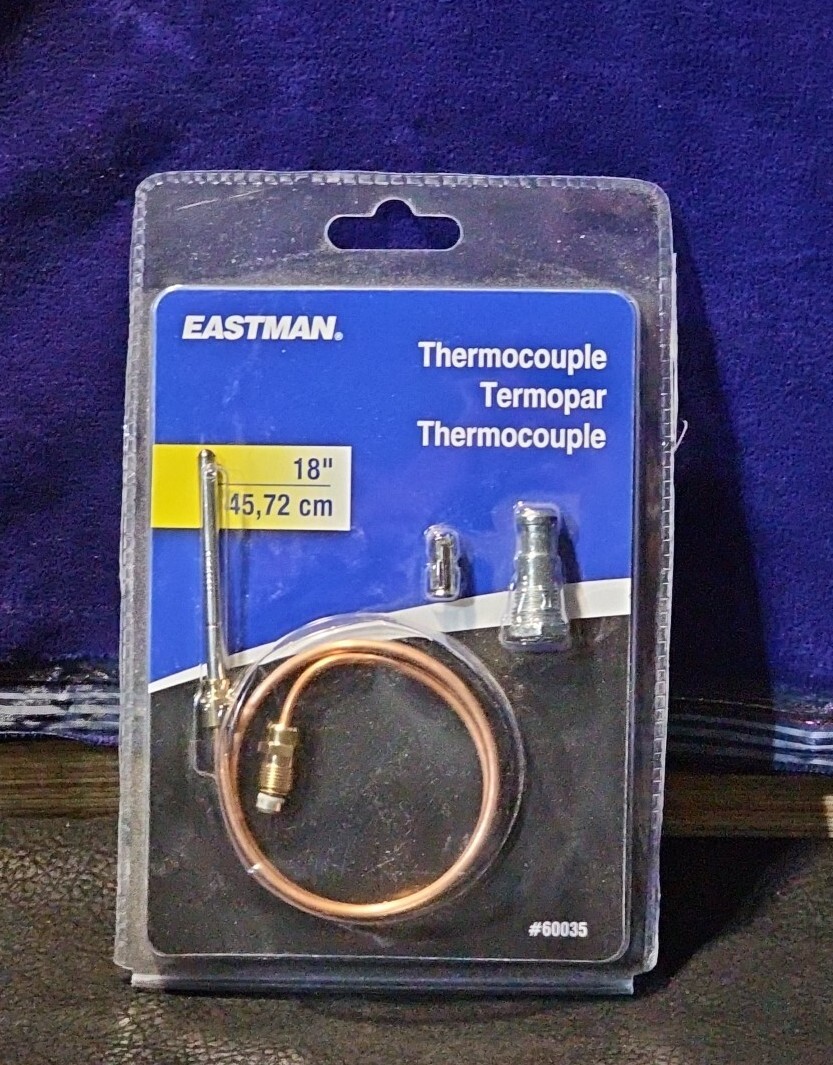 EASTMAN®
Thermocouple
Termopar
Thermocouple
18"
45,72 cm
#60035